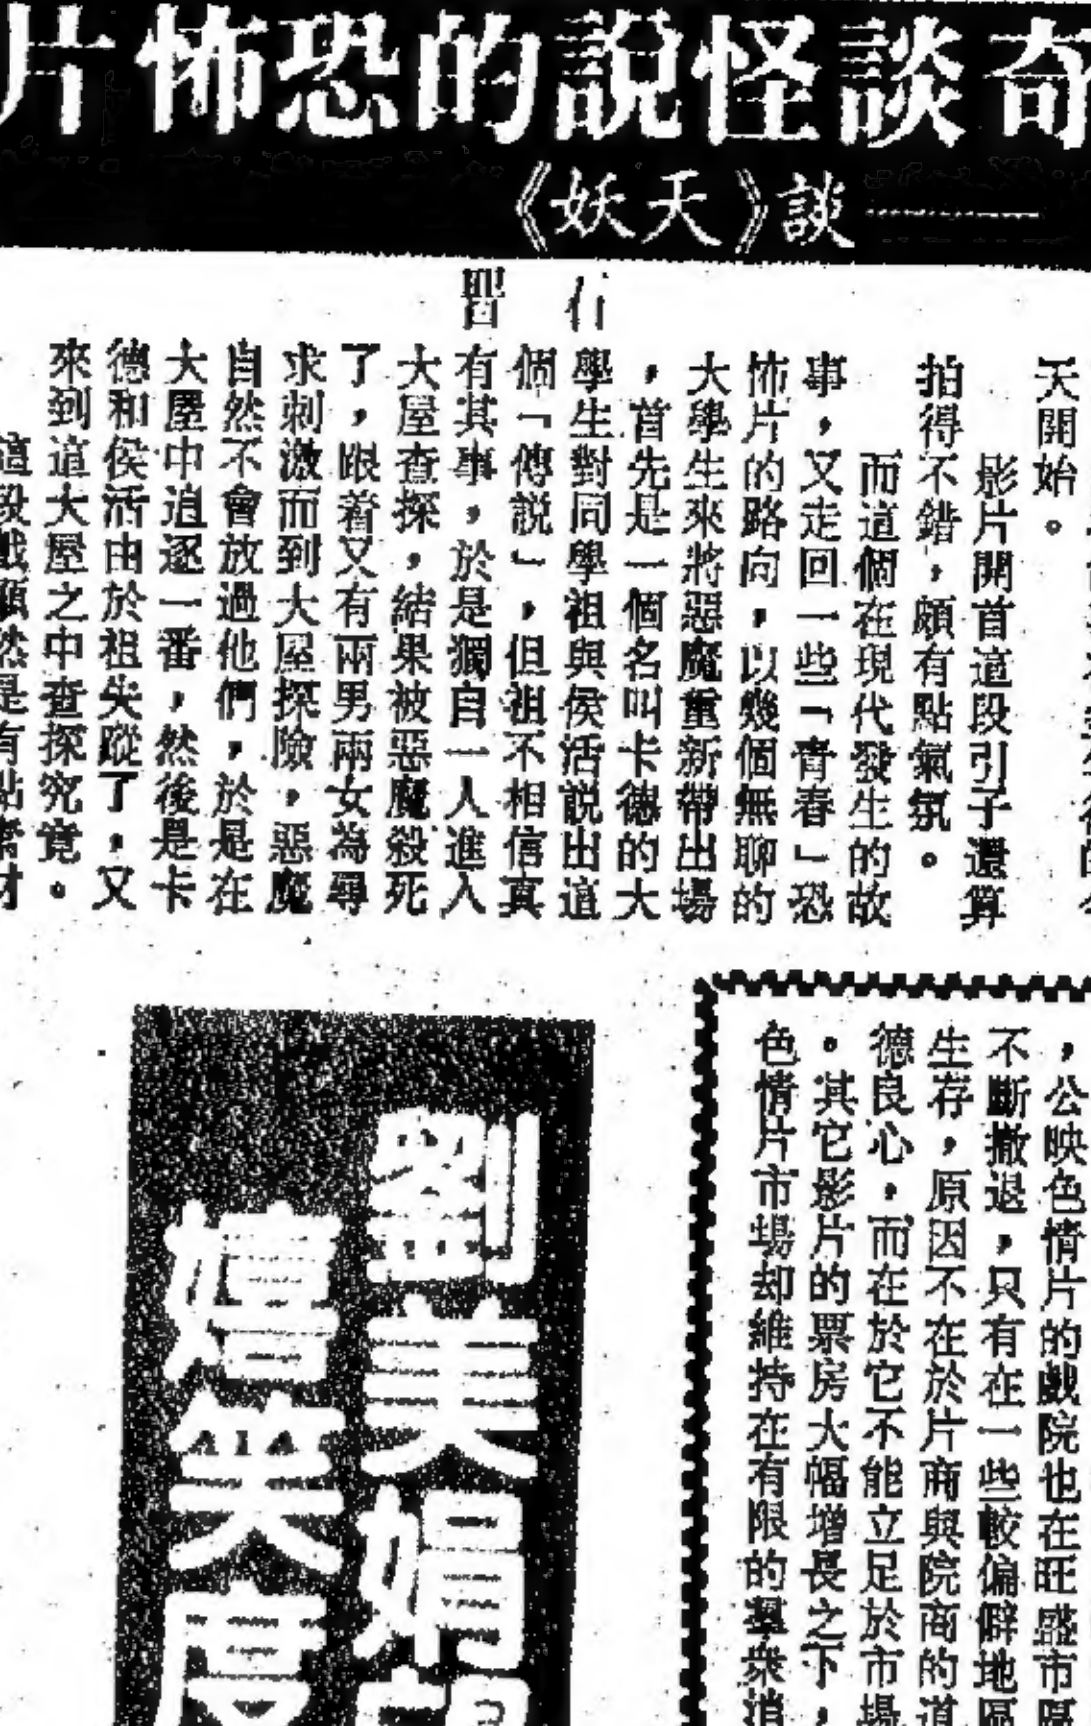 奇談怪說的恐怖片
——談《天妖》
天開始。
影片開首這段引子還算
拍得不錯，頗有點氣氛。
而這個在現代發生的故
事，又走回一些「青春」恐
怖片的路向，以幾個無聊的
大學生來將惡魔重新帶出場
，首先是一個名叫卡德的大
學生對同學祖與侯活說出這
個「傳說」，但祖不相信真
有其事，於是獨自一人進入
大屋查探，結果被惡魔殺死
了，跟着又有兩男兩女為尋
求刺激而到大屋探險，惡魔
自然不會放過他們，於是在
大屋中追逐一番，然後是卡
德和侯活由於祖失蹤了，又
來到這大屋之中查探究竟。
這段戲顯然是有點
，公映色情片的戲院也在旺盛市區
不斷撤退，只有在一些較偏僻地區
生存，原因不在於片商與院商的道
德良心，而在於它不能立足於市場
。其它影片的票房大幅增長之下，
色情片市場却維持在有限的羣衆消
劉美娟
嬉笑度